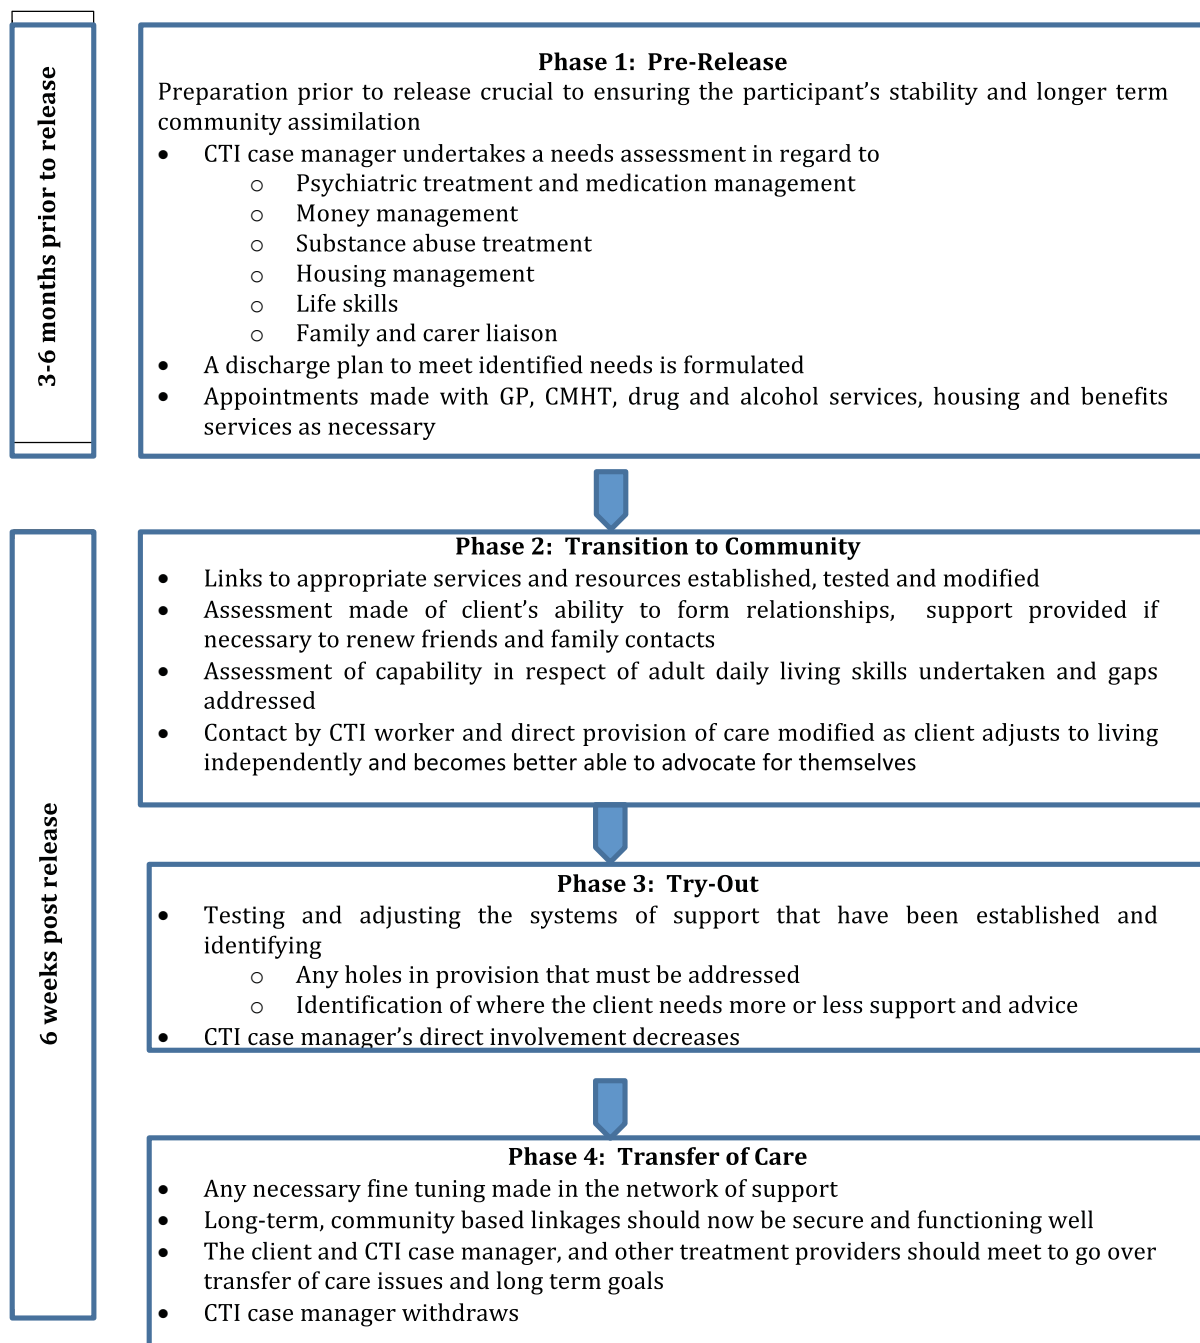 3-6 months prior to release
Phase 1:  Pre-Release
Preparation prior to release crucial to ensuring the participant’s stability and longer term
community assimilation
• CTI case manager undertakes a needs assessment in regard to
o Psychiatric treatment and medication management
o Money management
o Substance abuse treatment
o Housing management
o Life skills
o Family and carer liaison
• A discharge plan to meet identified needs is formulated
• Appointments made with GP, CMHT, drug and alcohol services, housing and benefits
services as necessary
6 weeks post release
Phase 2:  Transition to Community
• Links to appropriate services and resources established, tested and modified
• Assessment made of client’s ability to form relationships,  support provided if
necessary to renew friends and family contacts
• Assessment of capability in respect of adult daily living skills undertaken and gaps
addressed
• Contact by CTI worker and direct provision of care modified as client adjusts to living
independently and becomes better able to advocate for themselves
Phase 3:  Try-Out
• Testing and adjusting the systems of support that have been established and
identifying
o Any holes in provision that must be addressed
o Identification of where the client needs more or less support and advice
• CTI case manager’s direct involvement decreases
Phase 4:  Transfer of Care
• Any necessary fine tuning made in the network of support
• Long-term, community based linkages should now be secure and functioning well
• The client and CTI case manager, and other treatment providers should meet to go over
transfer of care issues and long term goals
• CTI case manager withdraws